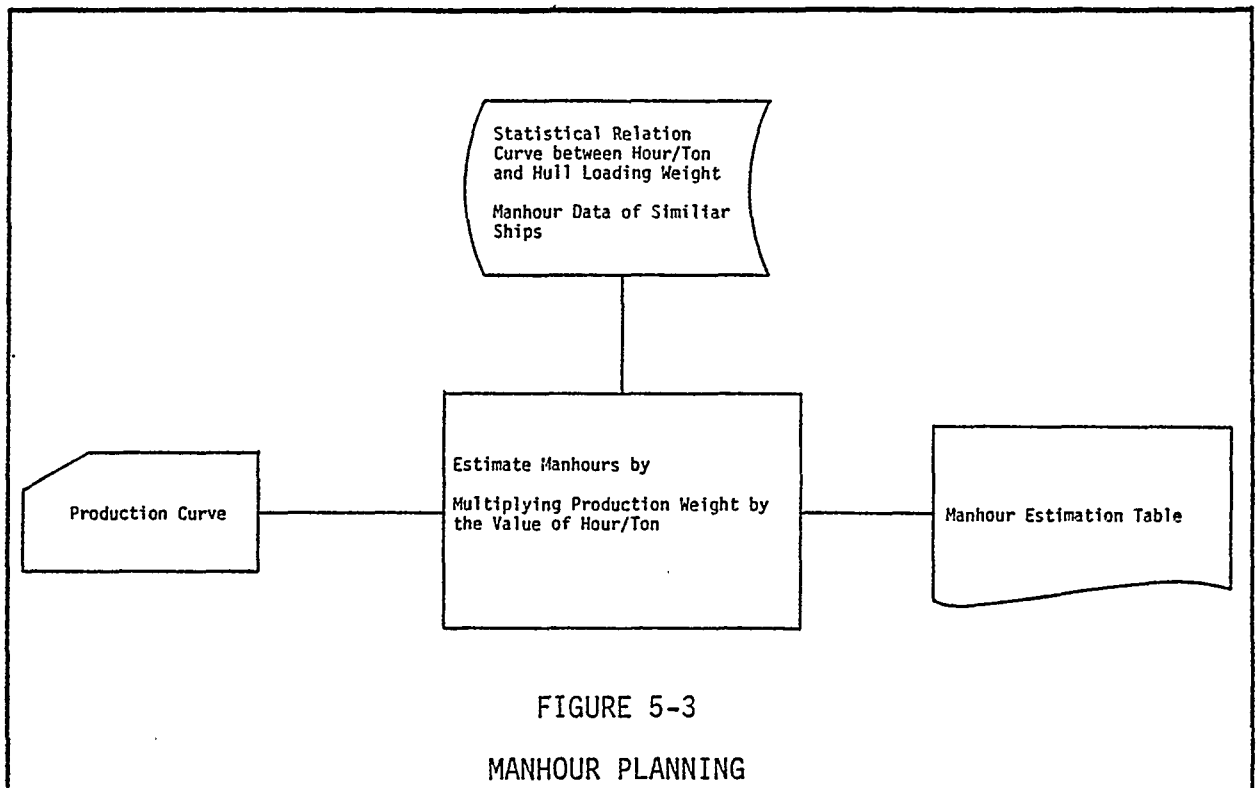 Statistical Relation
Curve between Hour/Ton
and Hull Loading Weight
Manhour Data of Similiar
Ships
Production Curve
Estimate Manhours by
Multiplying Production Weight by
the Value of Hour/Ton
Manhour Estimation Table
FIGURE 5-3
MANHOUR PLANNING